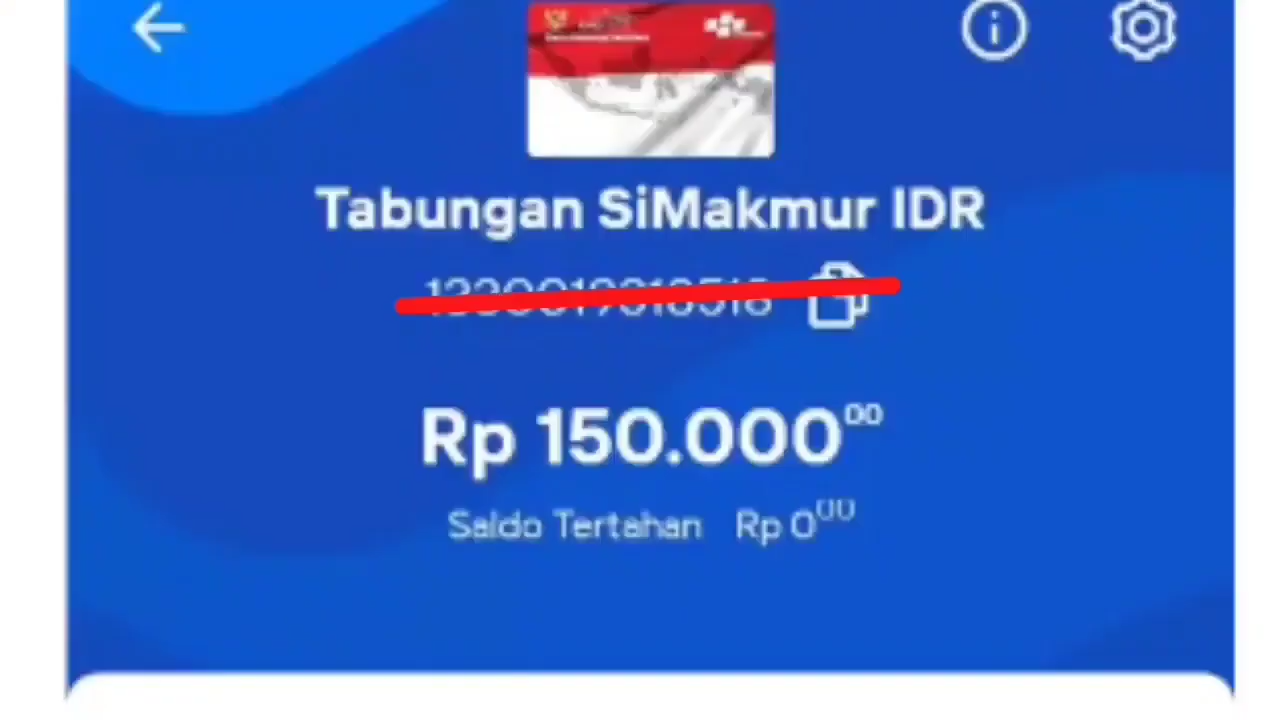 Tabungan SiMakmur IDR
Rp 150.000⁰⁰
Saldo Tertahan Rp 0⁰⁰